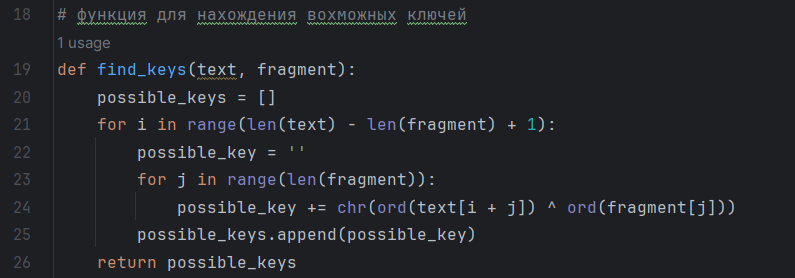 18 # функция для нахождения вохможных ключей
1 usage
19 def find_keys(text, fragment):
20 possible_keys = []
21 for i in range(len(text) - len(fragment) + 1):
22 possible_key = ''
23 for j in range(len(fragment)):
24 possible_key += chr(ord(text[i + j]) ^ ord(fragment[j]))
25 possible_keys.append(possible_key)
26 return possible_keys